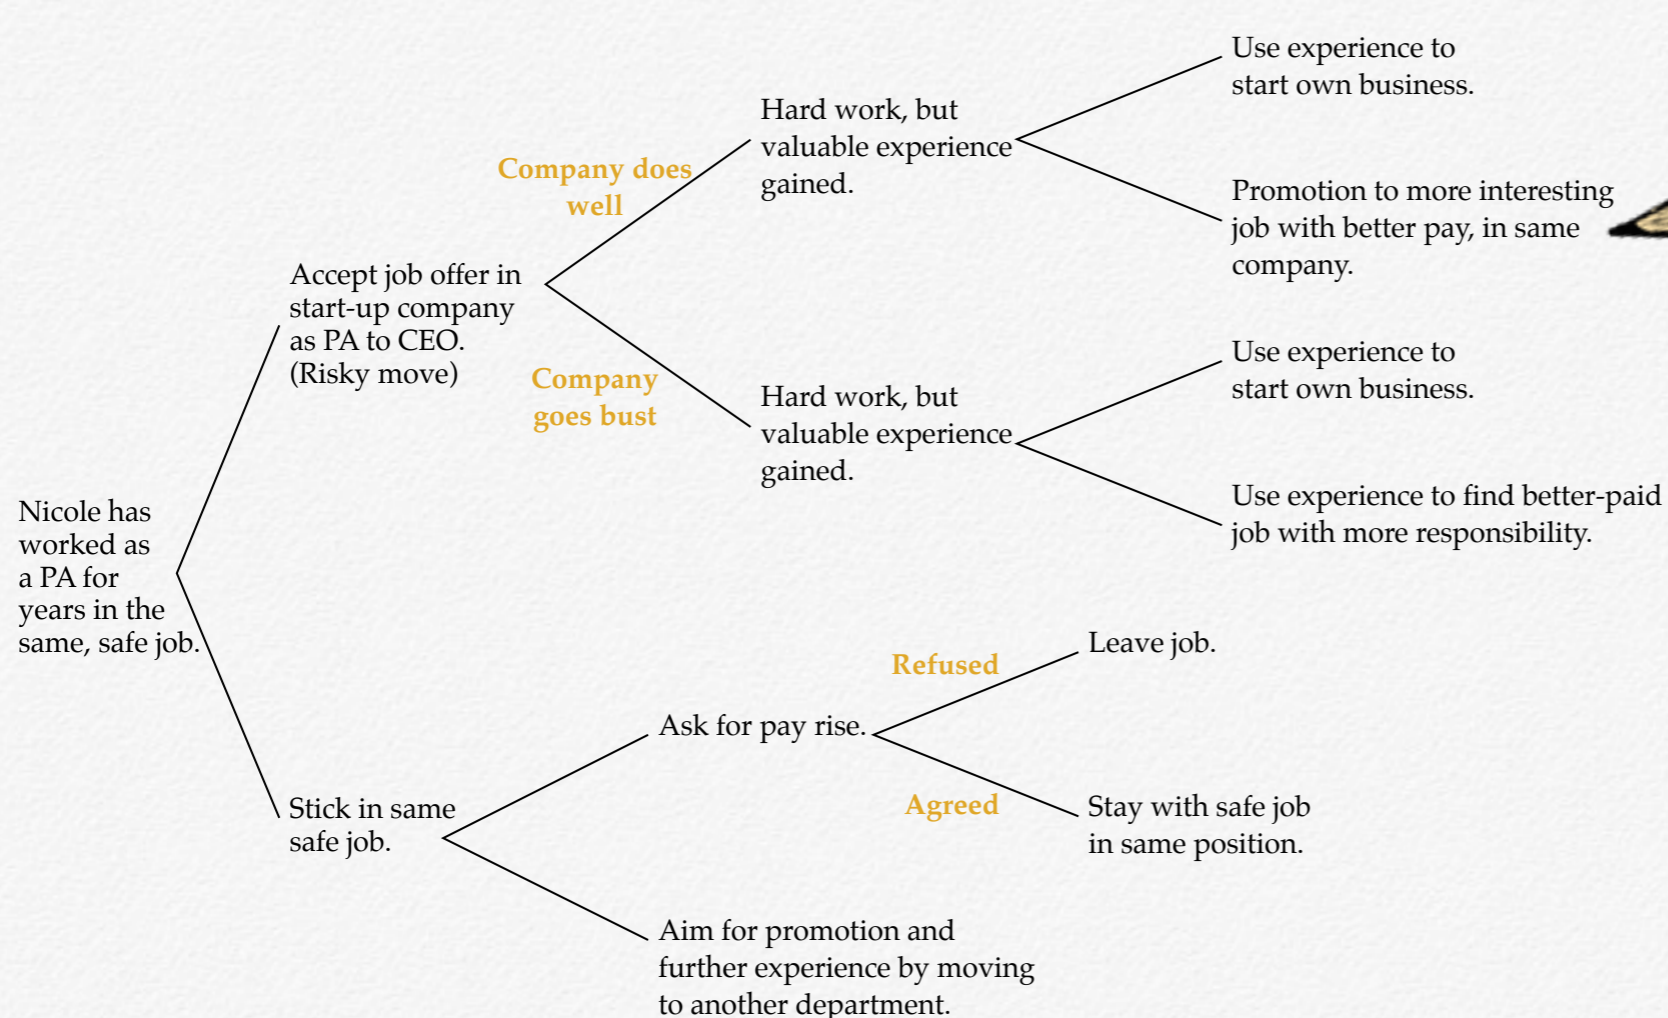 Use experience to
start own business.
Hard work, but
valuable experience
gained.
Company does
well
Promotion to more interesting
job with better pay, in same
company.
Accept job offer in
start-up company
as PA to CEO.
(Risky move)
Use experience to
start own business.
Company
goes bust
Hard work, but
valuable experience
gained.
Use experience to find better-paid
job with more responsibility.
Nicole has
worked as
a PA for
years in the
same, safe job.
Leave job.
Refused
Ask for pay rise.
Agreed
Stay with safe job
in same position.
Stick in same
safe job.
Aim for promotion and
further experience by moving
to another department.